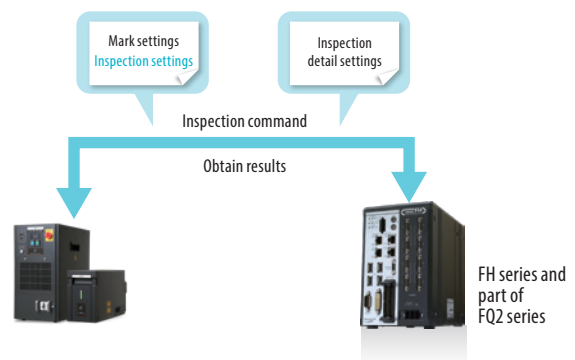 Mark settings
Inspection settings
Inspection
detail settings
Inspection command
Obtain results
FH series and
part of
FQ2 series